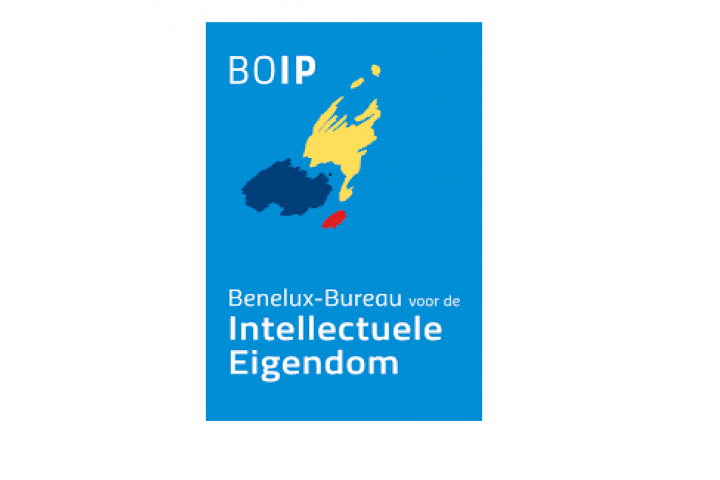 BOIP
Benelux-Bureau voor de
Intellectuele
Eigendom